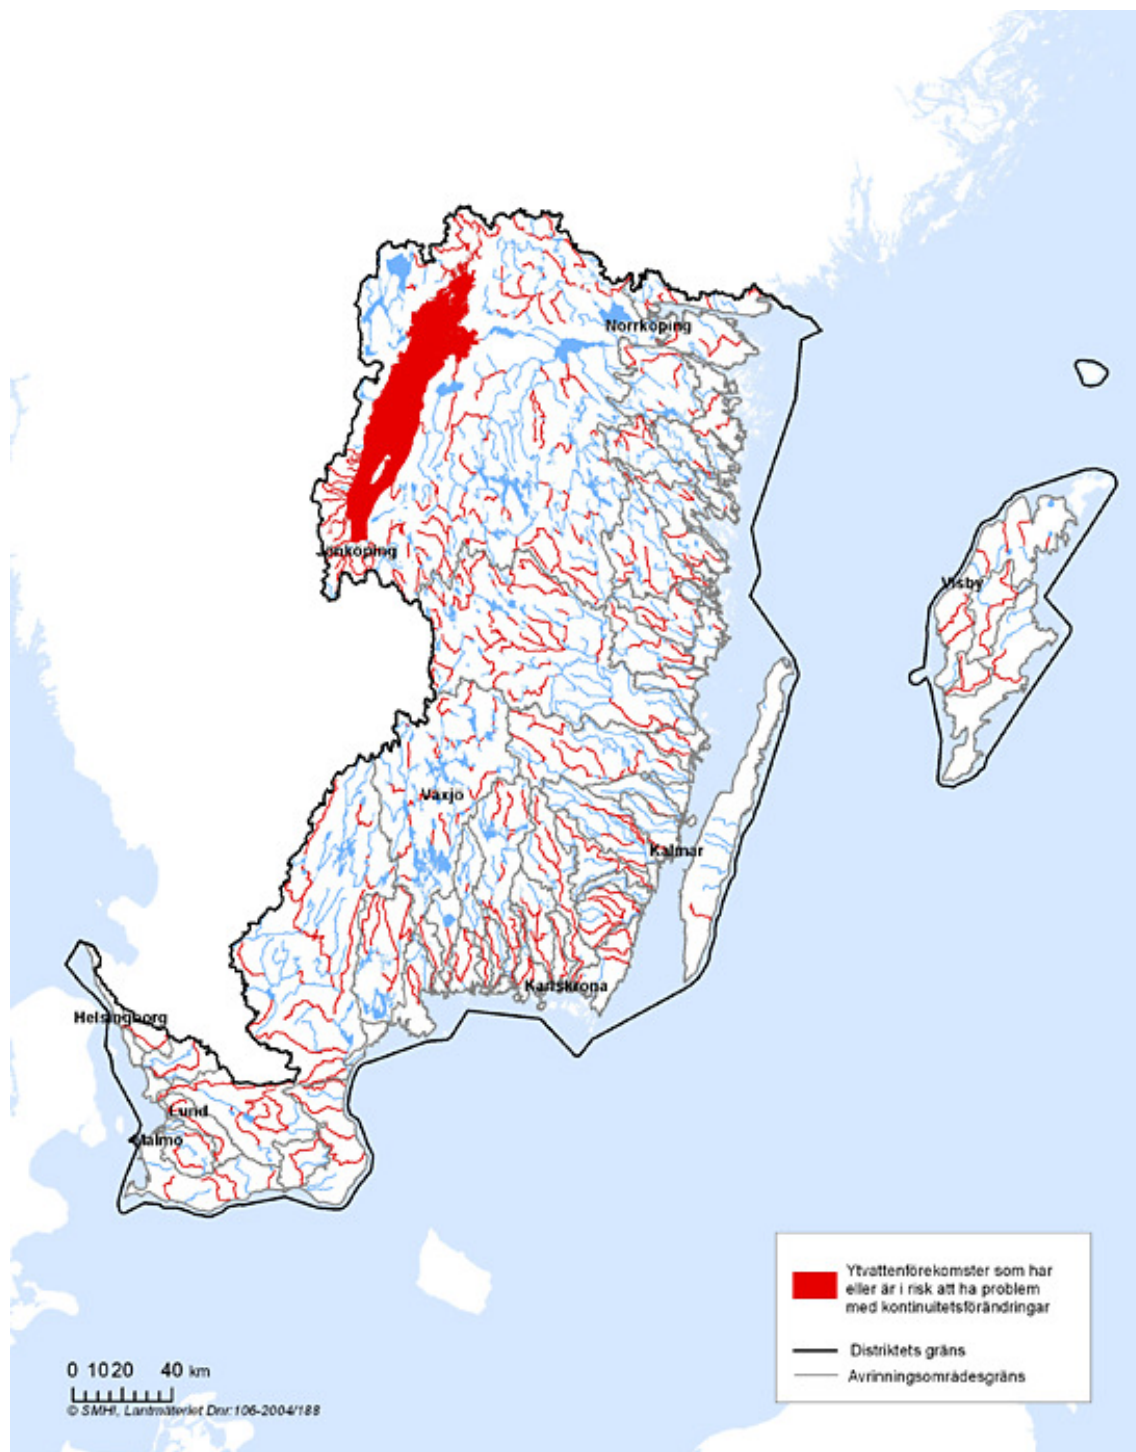 Norrköping
Jönköping
Visby
Växjö
Kalmar
Karlskrona
Helsingborg
Lund
Malmö
Ytvattenförekomster som har
eller är i risk att ha problem
med kontinuitetsförändringar
Distriktets gräns
Avrinningsområdesgräns
0 10 20 40 km
© SMHI, Lantmäteriet Dnr:106-2004/188